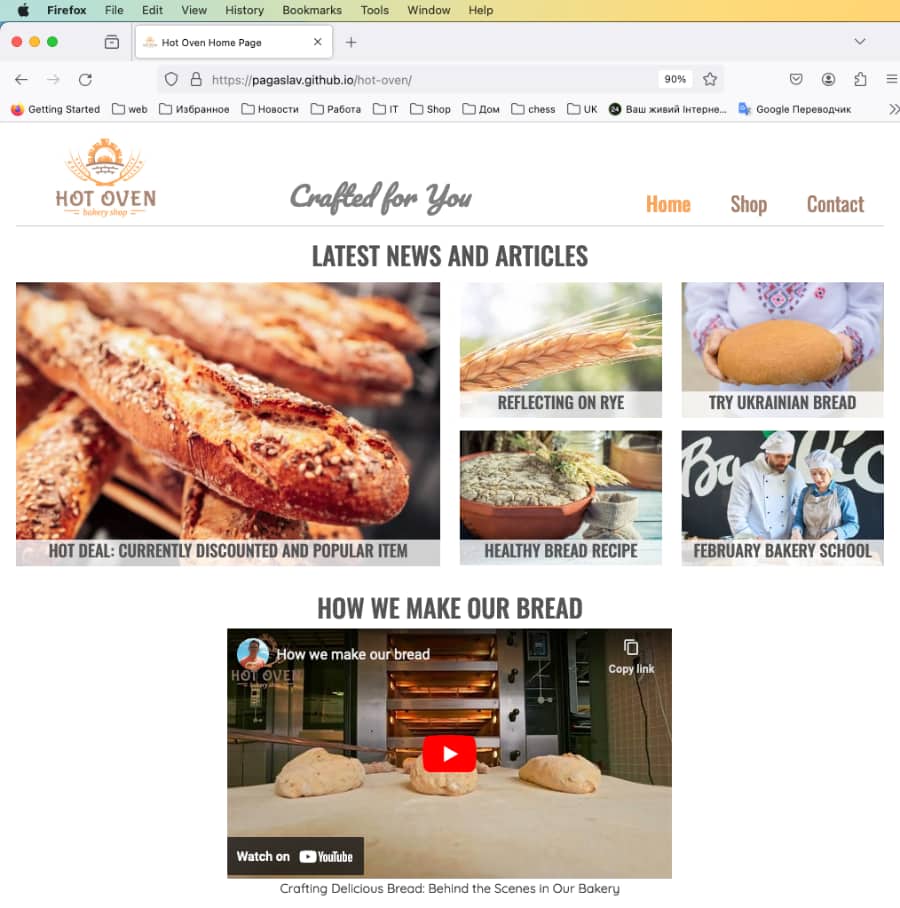 Firefox File Edit View History Bookmarks Tools Window Help
Hot Oven Home Page
https://pagaslav.github.io/hot-oven/ 90%
Getting Started web Избранное Новости Работа IT Shop Дом chess UK 24 Ваш живий Інтерне... Google Переводчик
HOT OVEN
bakery shop
Crafted for You
Home Shop Contact
LATEST NEWS AND ARTICLES
HOT DEAL: CURRENTLY DISCOUNTED AND POPULAR ITEM
REFLECTING ON RYE
TRY UKRAINIAN BREAD
HEALTHY BREAD RECIPE
FEBRUARY BAKERY SCHOOL
HOW WE MAKE OUR BREAD
How we make our bread
Copy link
HOT OVEN
bakery shop
Watch on YouTube
Crafting Delicious Bread: Behind the Scenes in Our Bakery